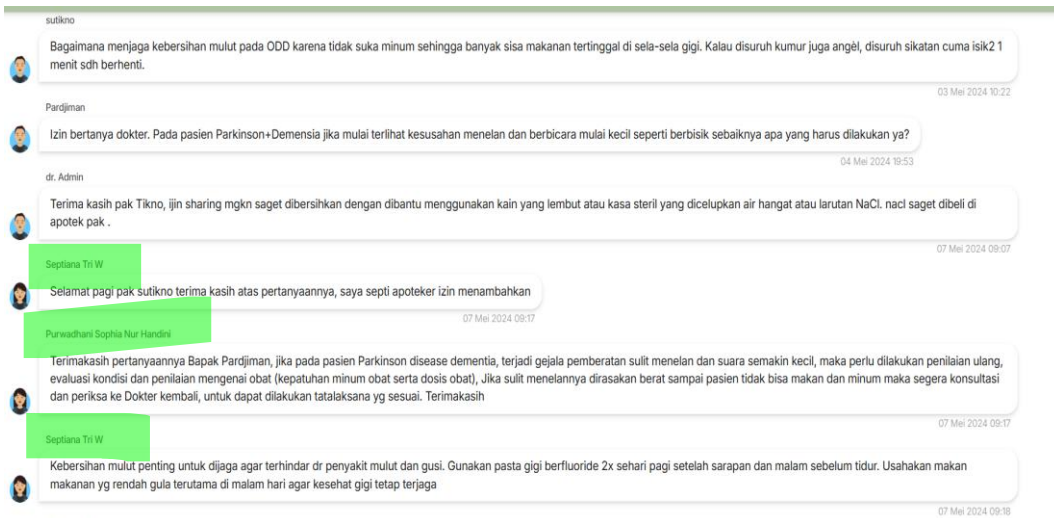 sutikno
Bagaimana menjaga kebersihan mulut pada ODD karena tidak suka minum sehingga banyak sisa makanan tertinggal di sela-sela gigi. Kalau disuruh kumur juga angèl, disuruh sikatan cuma isik2 1
menit sdh berhenti.
03 Mei 2024 10:22
Pardjiman
Izin bertanya dokter. Pada pasien Parkinson+Demensia jika mulai terlihat kesusahan menelan dan berbicara mulai kecil seperti berbisik sebaiknya apa yang harus dilakukan ya?
04 Mei 2024 19:53
dr. Admin
Terima kasih pak Tikno, ijin sharing mgkn saget dibersihkan dengan dibantu menggunakan kain yang lembut atau kasa steril yang dicelupkan air hangat atau larutan NaCl. nacl saget dibeli di
apotek pak .
07 Mei 2024 09:07
Septiana Tri W
Selamat pagi pak sutikno terima kasih atas pertanyaannya, saya septi apoteker izin menambahkan
07 Mei 2024 09:17
Purwadhani Sophia Nur Handini
Terimakasih pertanyaannya Bapak Pardjiman, jika pada pasien Parkinson disease dementia, terjadi gejala pemberatan sulit menelan dan suara semakin kecil, maka perlu dilakukan penilaian ulang,
evaluasi kondisi dan penilaian mengenai obat (kepatuhan minum obat serta dosis obat), Jika sulit menelannya dirasakan berat sampai pasien tidak bisa makan dan minum maka segera konsultasi
dan periksa ke Dokter kembali, untuk dapat dilakukan tatalaksana yg sesuai. Terimakasih
07 Mei 2024 09:17
Septiana Tri W
Kebersihan mulut penting untuk dijaga agar terhindar dr penyakit mulut dan gusi. Gunakan pasta gigi berfluoride 2x sehari pagi setelah sarapan dan malam sebelum tidur. Usahakan makan
makanan yg rendah gula terutama di malam hari agar kesehat gigi tetap terjaga
07 Mei 2024 09:18